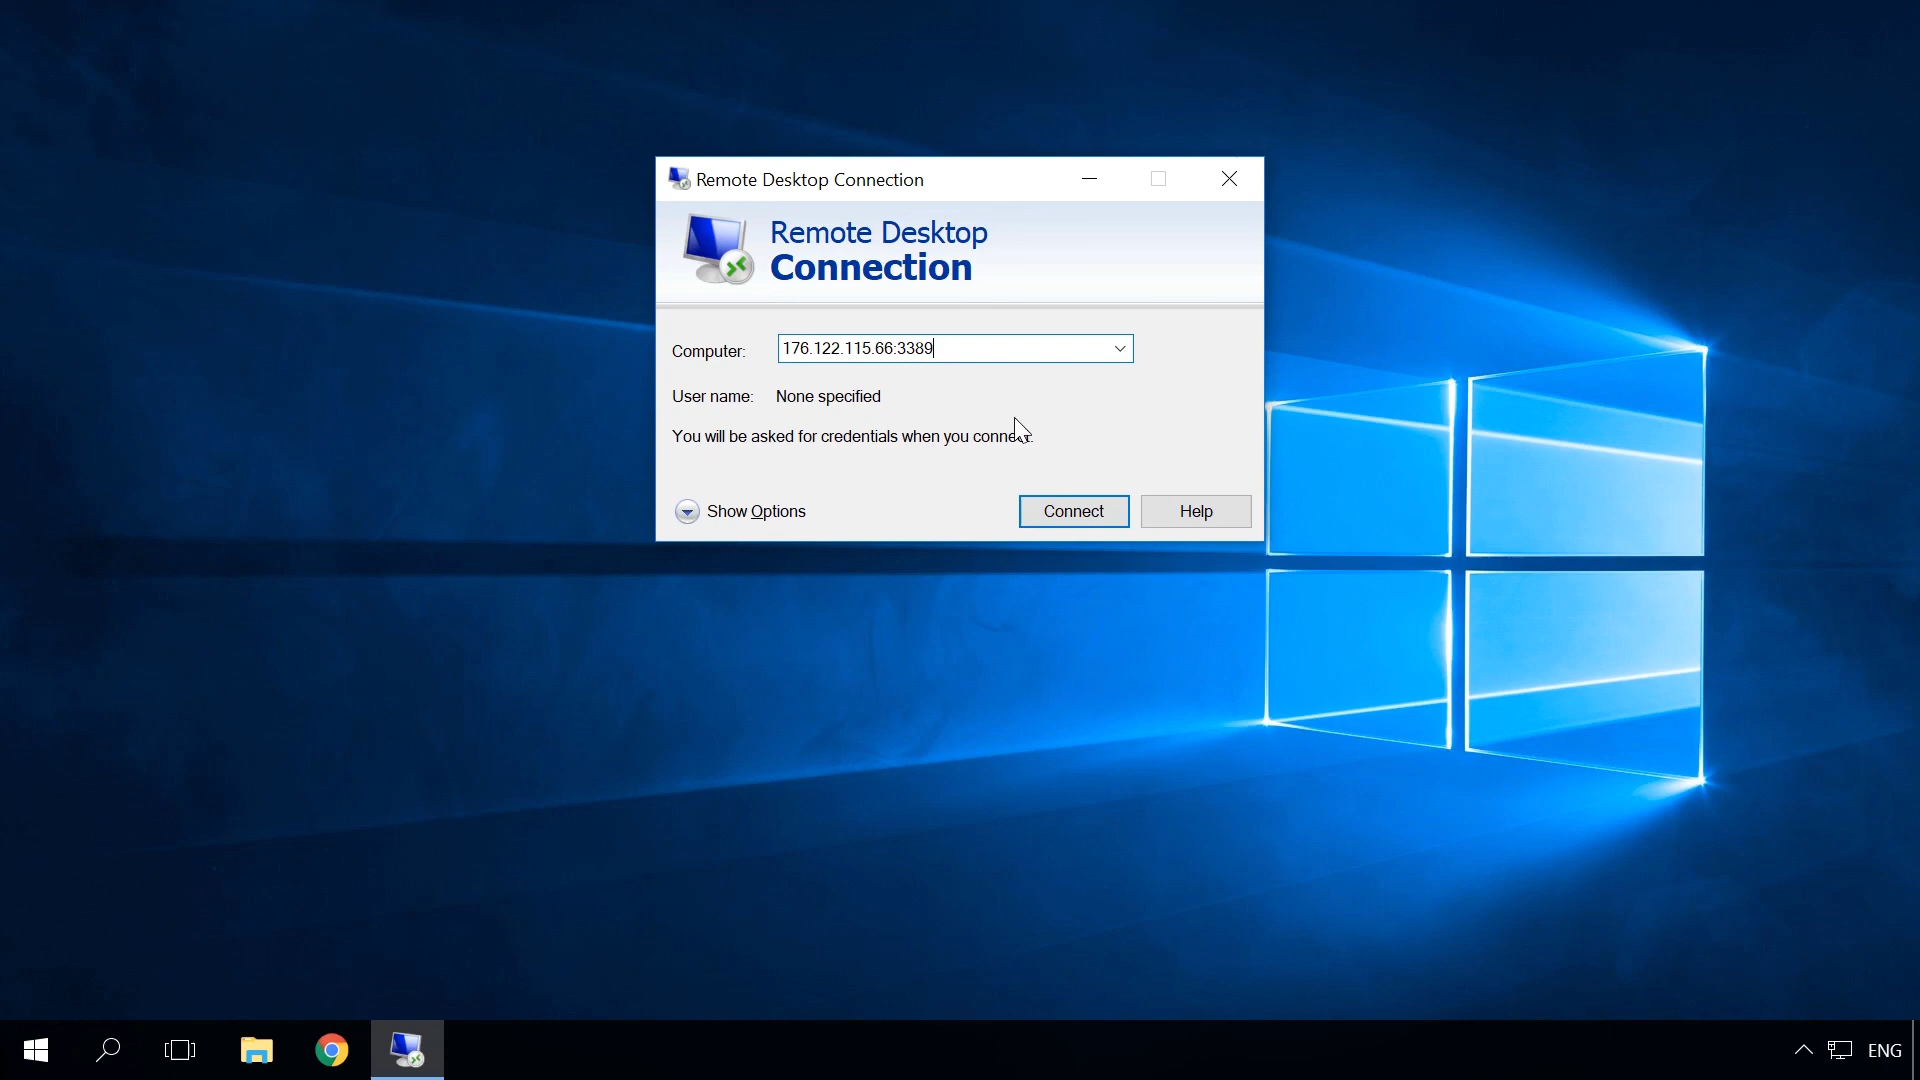 Remote Desktop Connection
Remote Desktop
Connection
Computer: 176.122.115.66:3389
User name: None specified
You will be asked for credentials when you connect.
Show Options Connect Help
ENG